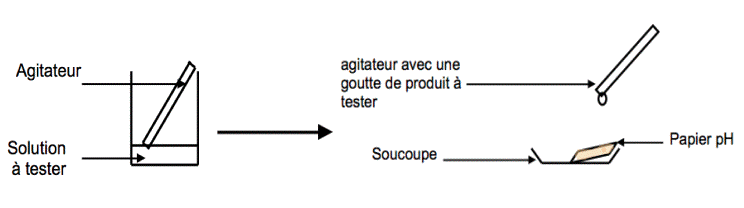 Agitateur
Solution
à tester
agitateur avec une
goutte de produit à
tester
Soucoupe
Papier pH